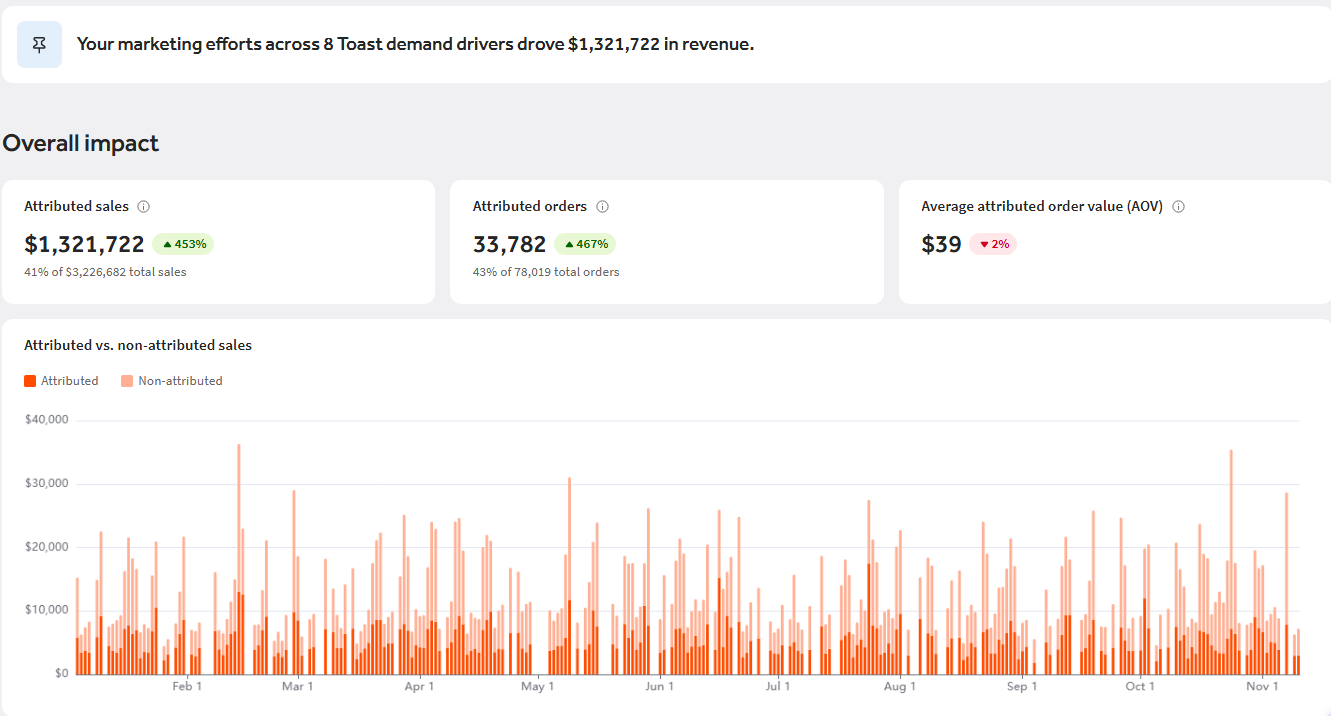 Your marketing efforts across 8 Toast demand drivers drove $1,321,722 in revenue.
Overall impact
Attributed sales
$1,321,722 453%
41% of $3,226,682 total sales
Attributed orders
33,782 467%
43% of 78,019 total orders
Average attributed order value (AOV)
$39 2%
Attributed vs. non-attributed sales
Attributed Non-attributed
$40,000
$30,000
$20,000
$10,000
$0
Feb 1 Mar 1 Apr 1 May 1 Jun 1 Jul 1 Aug 1 Sep 1 Oct 1 Nov 1